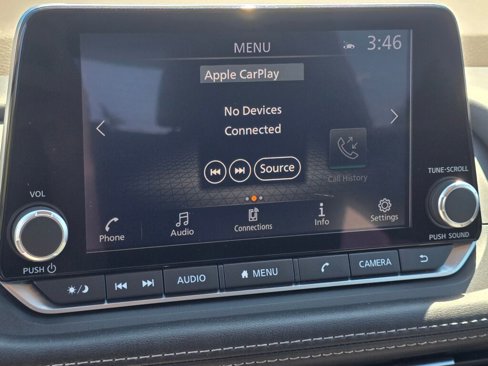 MENU
3:46
Apple CarPlay
No Devices
Connected
Source
Call History
Phone
Audio
Connections
Info
Settings
VOL
PUSH
TUNE•SCROLL
PUSH SOUND
AUDIO
MENU
CAMERA